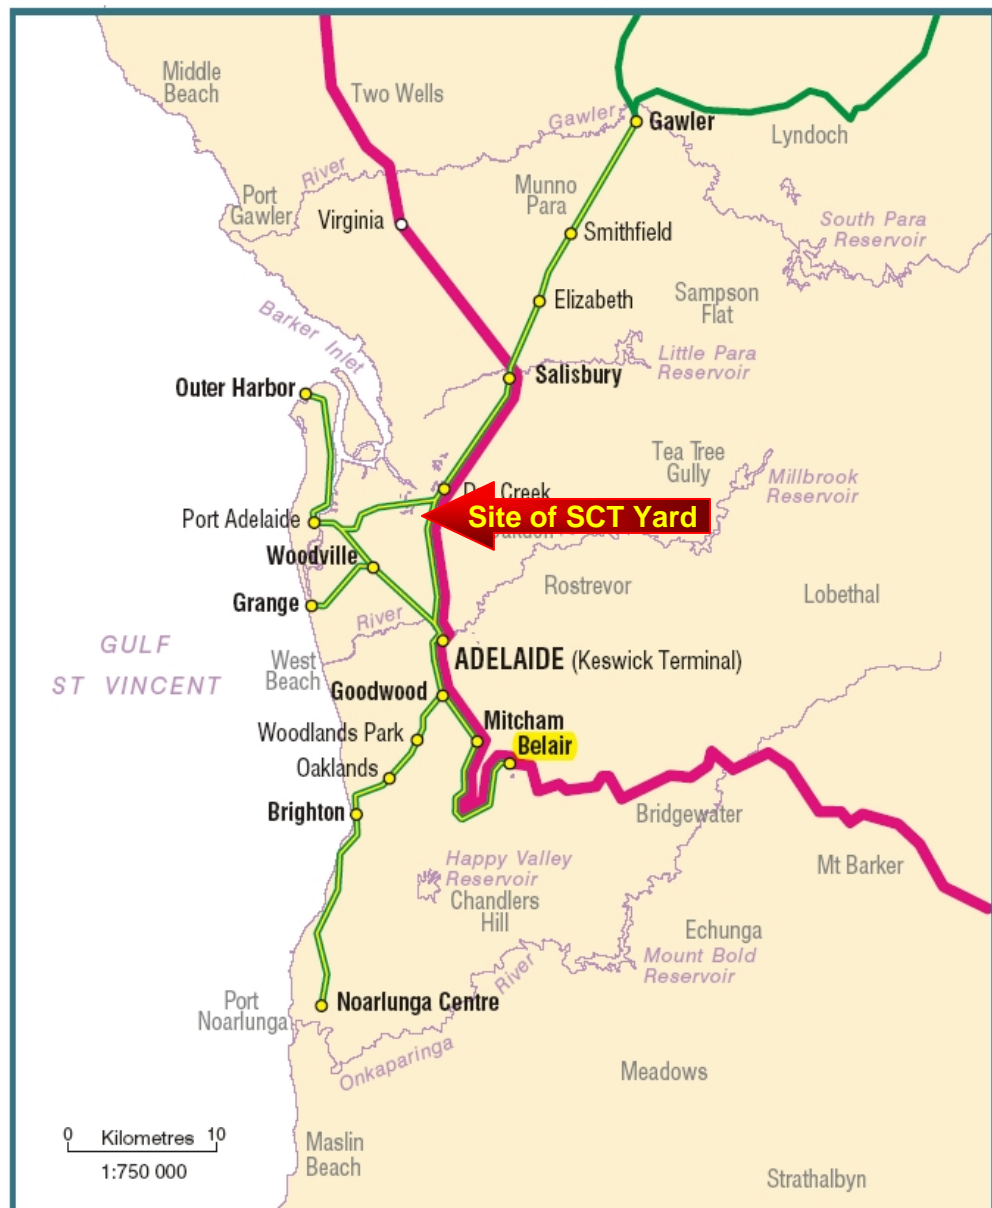 Middle
Beach
Two Wells
Gawler
Gawler
Lyndoch
River
Port
Gawler
Munno
Para
Virginia
Smithfield
South Para
Reservoir
Elizabeth
Sampson
Flat
Barker Inlet
Little Para
Reservoir
Outer Harbor
Salisbury
Tea Tree
Gully
Millbrook
Reservoir
Creek
Port Adelaide
Site of SCT Yard
Woodville
Rostrevor
Lobethal
Grange
River
GULF
ST VINCENT
West
Beach
ADELAIDE (Keswick Terminal)
Goodwood
Mitcham
Woodlands Park
Belair
Oaklands
Brighton
Bridgewater
Mt Barker
Happy Valley
Reservoir
Chandlers
Hill
Echunga
Mount Bold
Reservoir
River
Port
Noarlunga
Noarlunga Centre
Onkaparinga
Meadows
0 Kilometres 10
1:750 000
Maslin
Beach
Strathalbyn